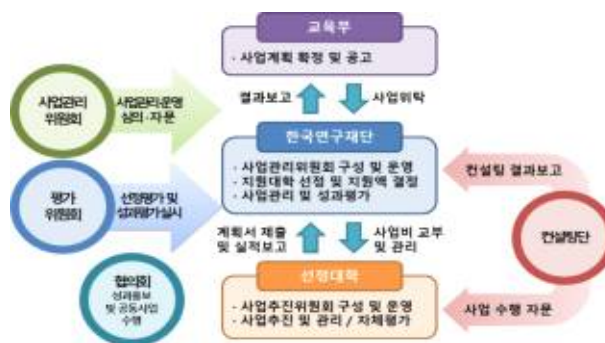 교육부
· 사업계획 확정 및 공고
결과보고
사업위탁
사업관리
위원회
사업관리·운영
심의·자문
한국연구재단
· 사업관리위원회 구성 및 운영
· 지원대학 선정 및 지원액 결정
· 사업관리 및 성과평가
컨설팅 결과보고
평가
위원회
선정평가 및
성과평가실시
계획서 제출
및 실적보고
사업비 교부
및 관리
컨설팅단
협의회
성과홍보
및 공동사업
수행
선정대학
· 사업추진위원회 구성 및 운영
· 사업추진 및 관리 / 자체평가
사업 수행 자문